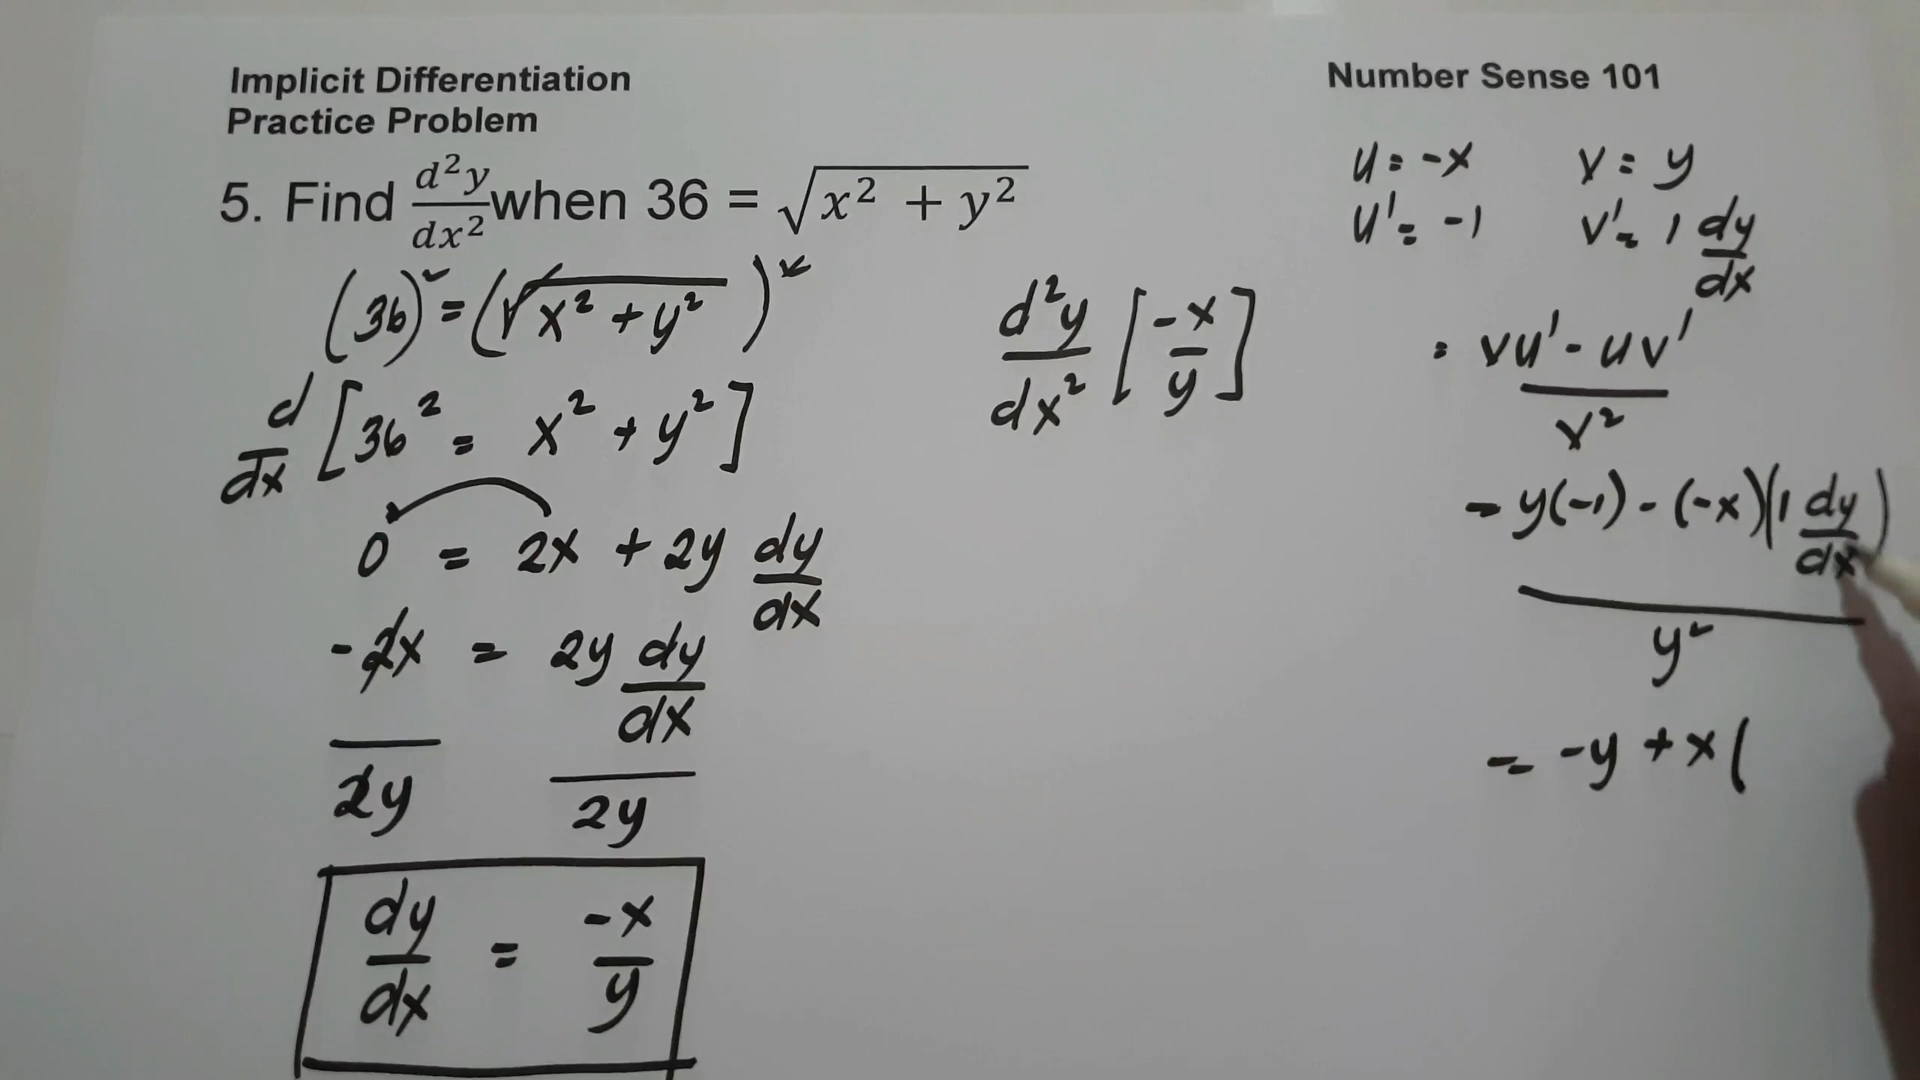 Implicit Differentiation
Practice Problem
5. Find d²y/dx² when 36 = √(x² + y²)
(36)² = (√(x² + y²))²
d/dx [36² = x² + y²]
0 = 2x + 2y dy/dx
-2x = 2y dy/dx
2y 2y
dy/dx = -x/y
d²y/dx² [-x/y]
Number Sense 101
u = -x v = y
u' = -1 v' = 1 dy/dx
= vu' - uv'
v²
= y(-1) - (-x)(1 dy/dx)
y²
= -y + x(